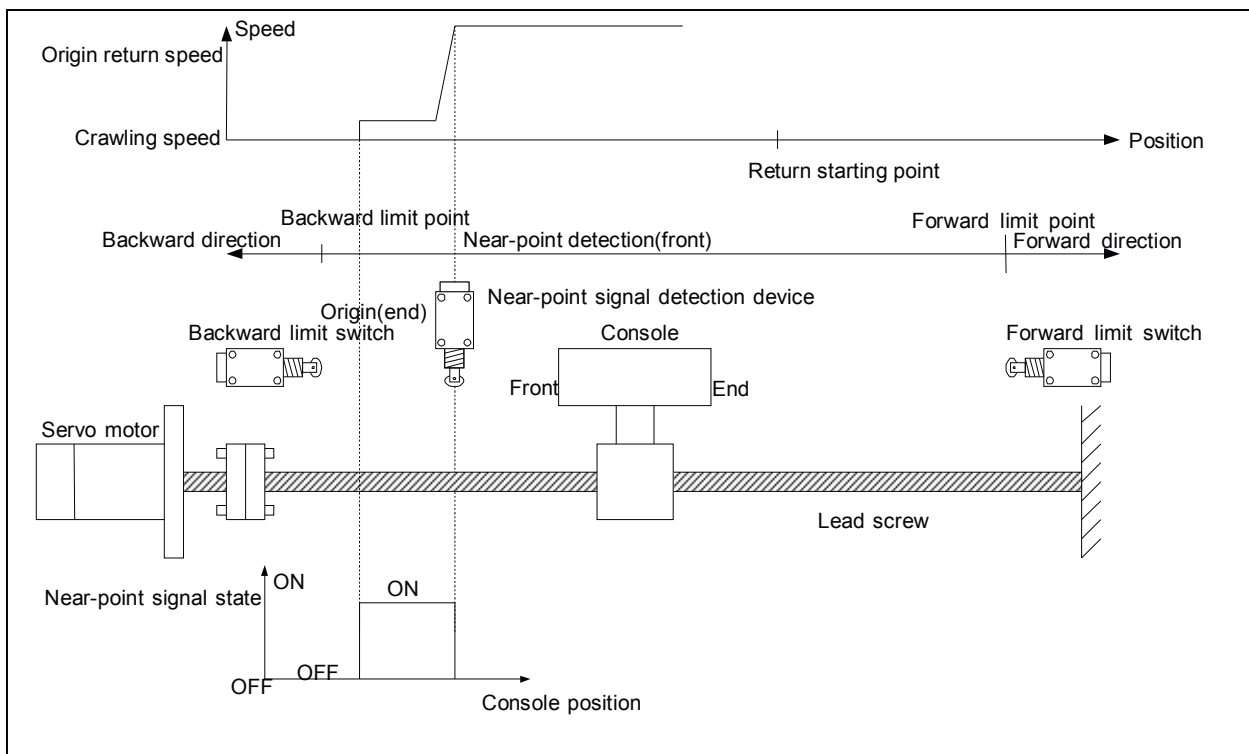 Speed
Origin return speed
Crawling speed
Position
Return starting point
Backward limit point
Forward limit point
Backward direction
Near-point detection(front)
Forward direction
Origin(end)
Near-point signal detection device
Backward limit switch
Console
Forward limit switch
Front
End
Servo motor
Lead screw
ON
Near-point signal state
ON
OFF
OFF
Console position